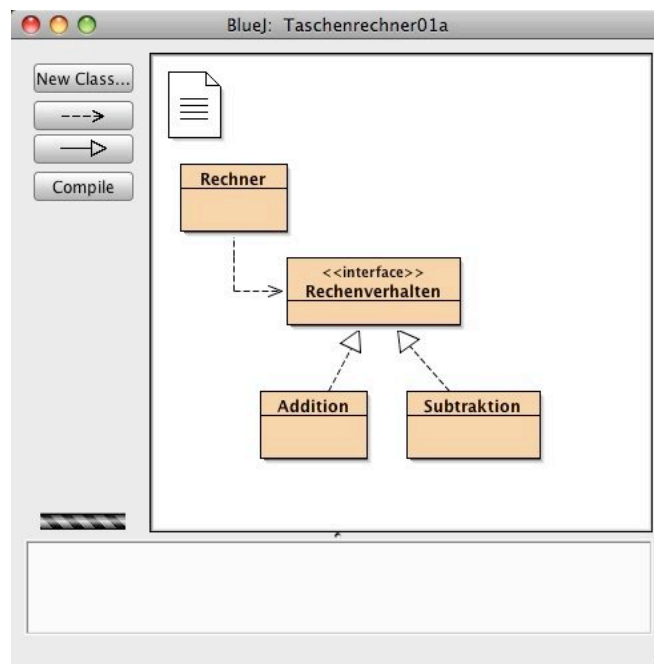 BlueJ: Taschenrechner01a
New Class...
Compile
Rechner
<<interface>>
Rechenverhalten
Addition
Subtraktion